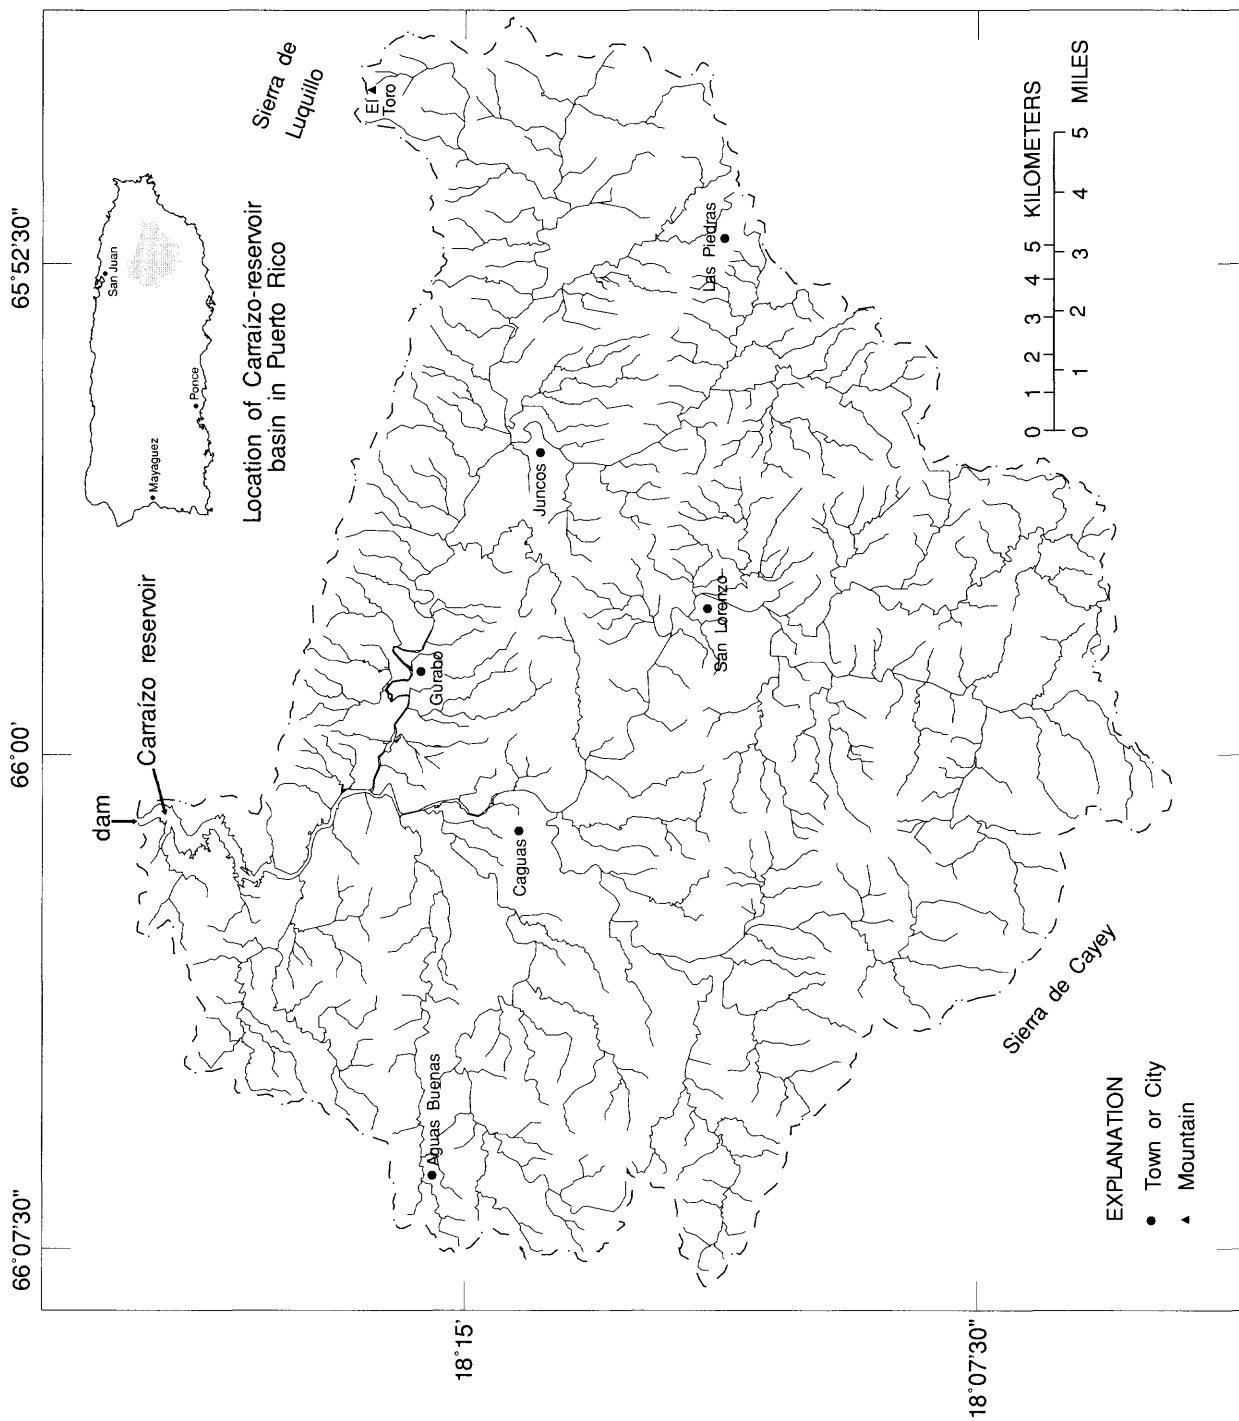 66°07'30"
66°00'
65°52'30"
dam
Carraízo reservoir
Mayaguez
San Juan
Ponce
Location of Carraízo-reservoir
basin in Puerto Rico
Sierra de
Luquillo
El
Toro
18°15'
Aguas Buenas
Gurabo
Caguas
Juncos
San Lorenzo
Las Piedras
18°07'30"
Sierra de Cayey
EXPLANATION
Town or City
Mountain
0 1 2 3 4 5 KILOMETERS
0 1 2 3 4 5 MILES